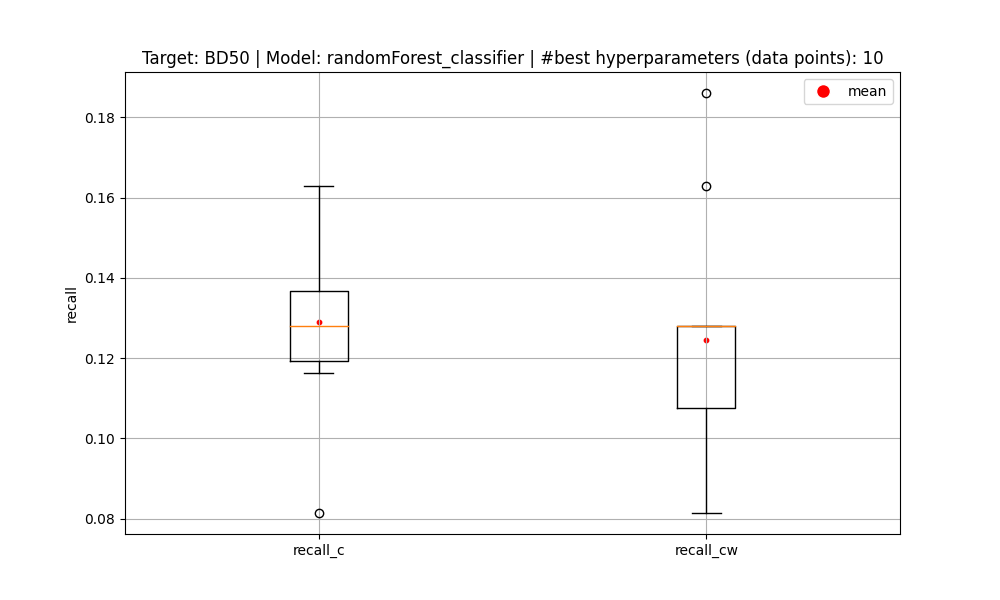 Target: BD50 | Model: randomForest_classifier | #best hyperparameters (data points): 10
mean
0.18
0.16
0.14
0.12
0.10
0.08
recall
recall_c
recall_cw